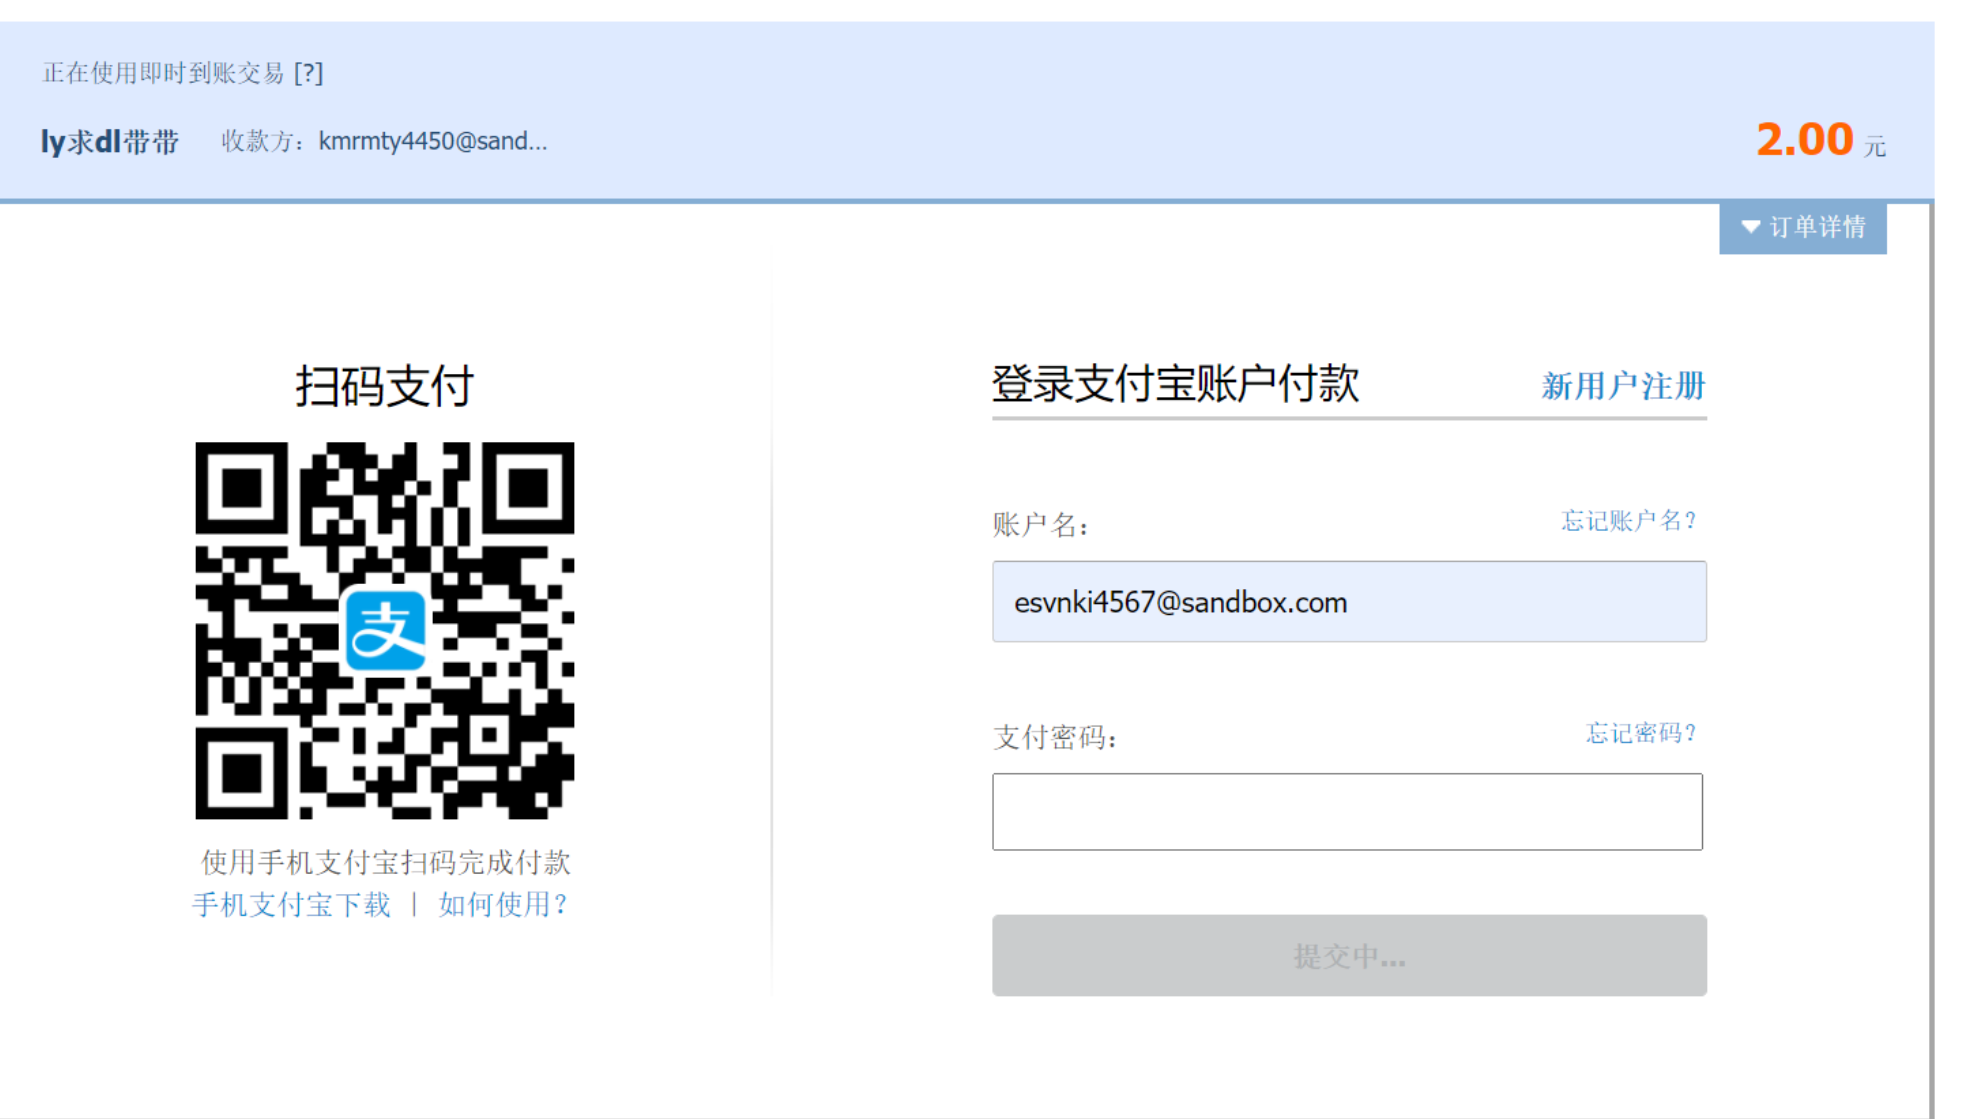 正在使用即时到账交易 [?]
ly求dl带带 收款方：kmrmty4450@sand...
2.00 元
订单详情
扫码支付
支
使用手机支付宝扫码完成付款
手机支付宝下载 | 如何使用?
登录支付宝账户付款 新用户注册
账户名： 忘记账户名?
esvnki4567@sandbox.com
支付密码： 忘记密码?
提交中...